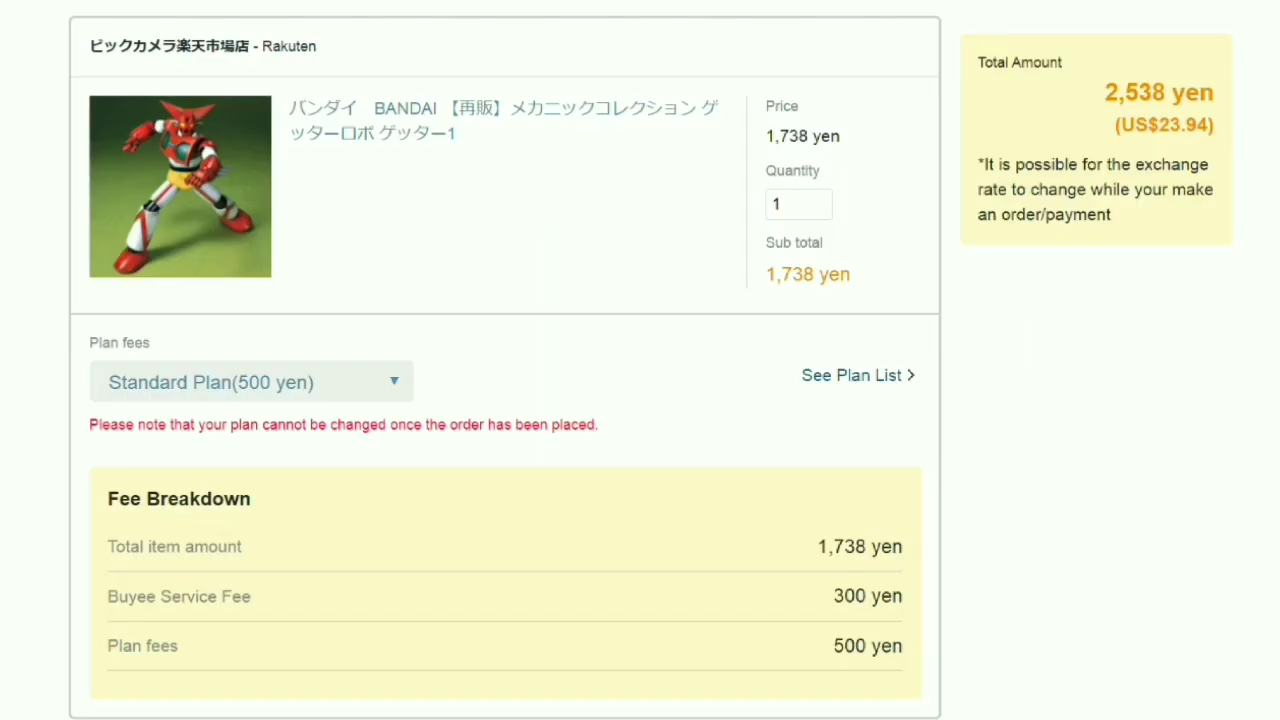 ビックカメラ楽天市場店 - Rakuten
バンダイ　BANDAI 【再販】メカニックコレクション ゲ
ッターロボ ゲッター1
Price
1,738 yen
Quantity
1
Sub total
1,738 yen
Plan fees
Standard Plan(500 yen) ▼
See Plan List >
Please note that your plan cannot be changed once the order has been placed.
Fee Breakdown
Total item amount 1,738 yen
Buyee Service Fee 300 yen
Plan fees 500 yen
Total Amount
2,538 yen
(US$23.94)
*It is possible for the exchange
rate to change while your make
an order/payment